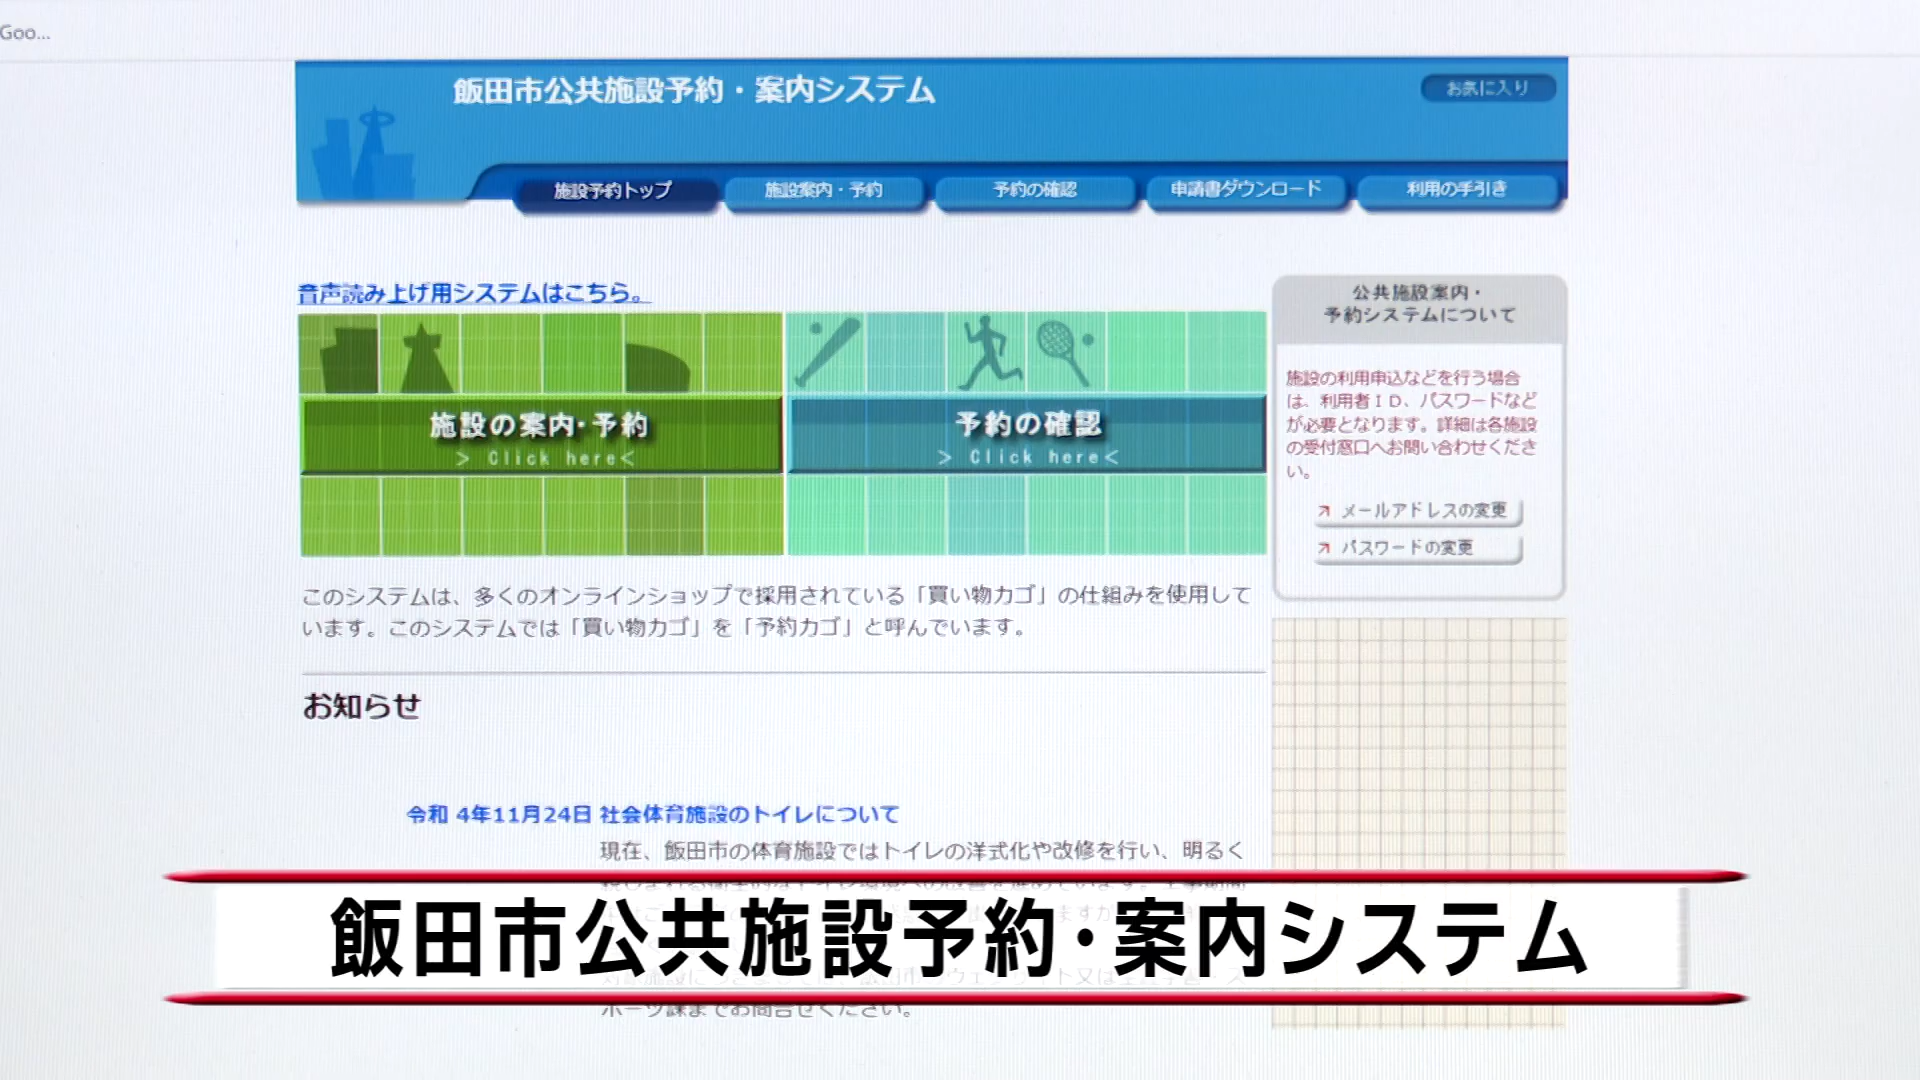 Goo...
飯田市公共施設予約・案内システム
お気に入り
施設予約トップ
施設案内・予約
予約の確認
申請書ダウンロード
利用の手引き
音声読み上げ用システムはこちら。
施設の案内・予約
> Click here<
予約の確認
> Click here<
公共施設案内・
予約システムについて
施設の利用申込などを行う場合
は、利用者ＩＤ、パスワードなど
が必要となります。詳細は各施設
の受付窓口へお問い合わせくださ
い。
メールアドレスの変更
パスワードの変更
このシステムは、多くのオンラインショップで採用されている「買い物カゴ」の仕組みを使用して
います。このシステムでは「買い物カゴ」を「予約カゴ」と呼んでいます。
お知らせ
令和 4年11月24日 社会体育施設のトイレについて
現在、飯田市の体育施設ではトイレの洋式化や改修を行い、明るく
飯田市公共施設予約・案内システム
ポーツ課までお問合せください。